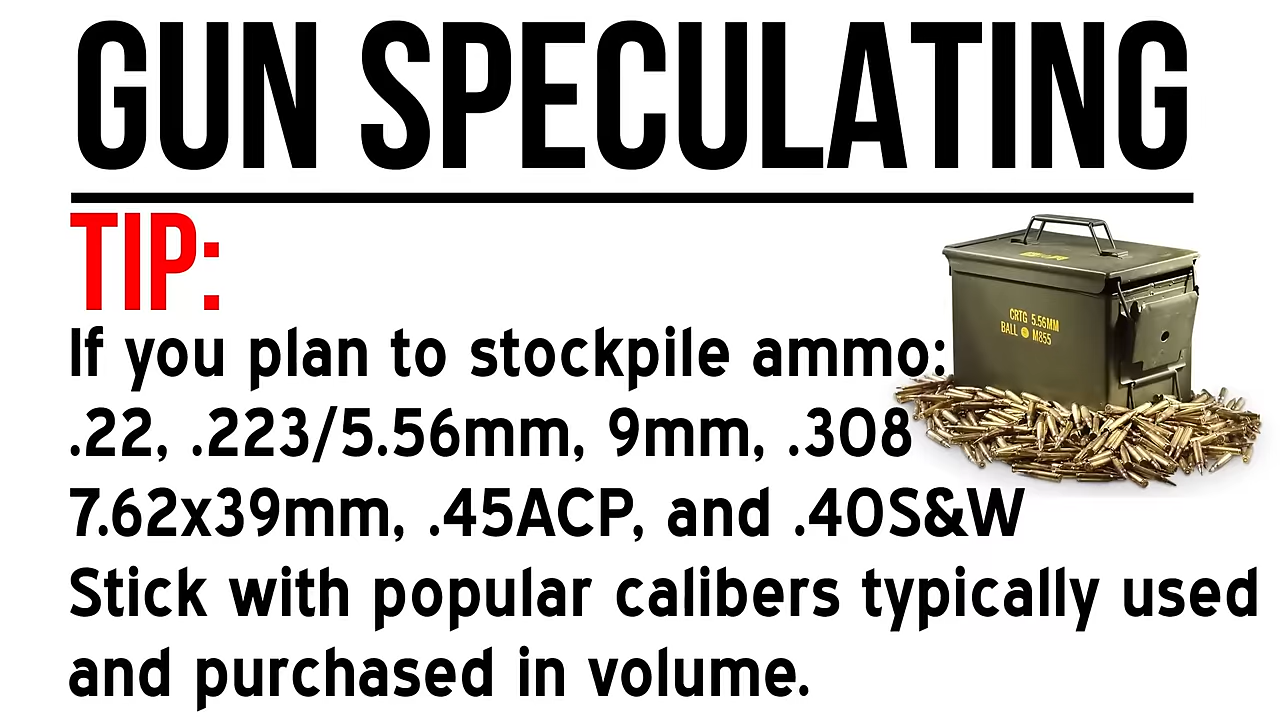 GUN SPECULATING
TIP:
If you plan to stockpile ammo:
.22, .223/5.56mm, 9mm, .308
7.62x39mm, .45ACP, and .40S&W
Stick with popular calibers typically used
and purchased in volume.
CRTG 5.56MM
BALL M855